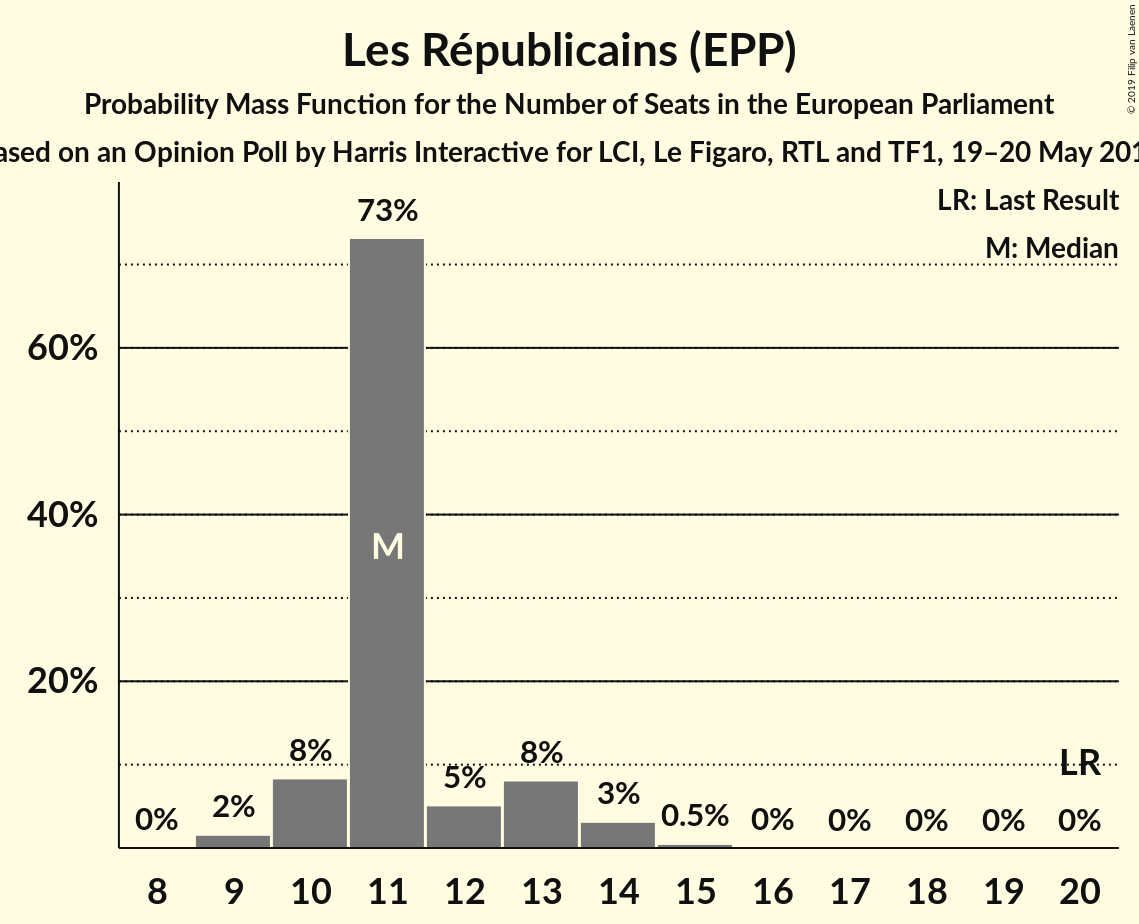 Les Républicains (EPP)
Probability Mass Function for the Number of Seats in the European Parliament
on an Opinion Poll by Harris Interactive for LCI, Le Figaro, RTL and TF1, 19–20 May
© 2019 Filip van Laenen
LR: Last Result
M: Median
60%
40%
20%
0%
2%
8%
73%
M
5%
8%
3%
0.5%
0%
0%
0%
0%
LR
0%
8 9 10 11 12 13 14 15 16 17 18 19 20